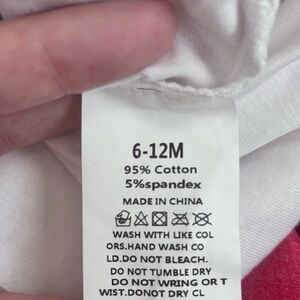 6-12M
95% Cotton
5%spandex
MADE IN CHINA
WASH WITH LIKE COL
ORS.HAND WASH CO
LD.DO NOT BLEACH.
DO NOT TUMBLE DRY
DO NOT WRING OR T
WIST.DONOT DRY CL